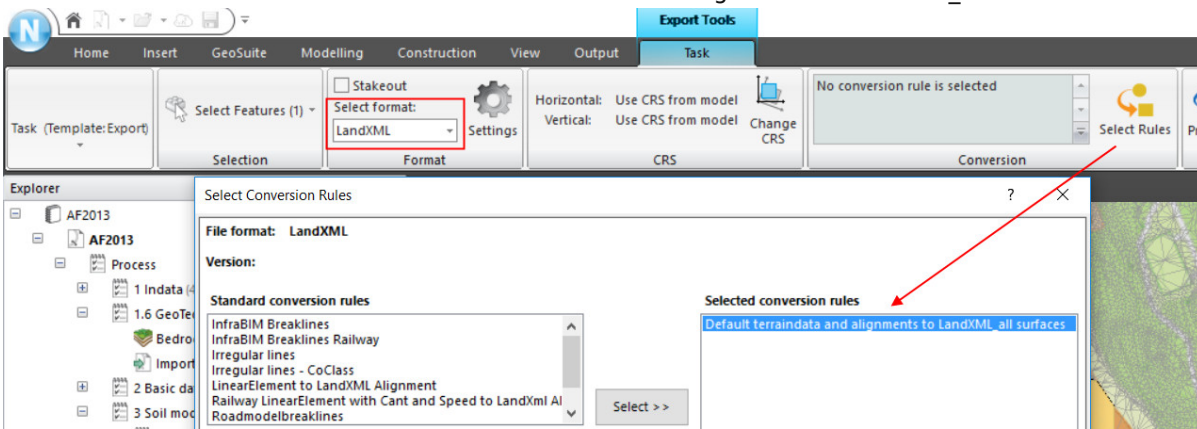 Export Tools
N
Home Insert GeoSuite Modelling Construction View Output Task
Task (Template:Export)
Select Features (1)
Selection
Stakeout
Select format:
LandXML
Settings
Format
Horizontal: Use CRS from model
Vertical: Use CRS from model
Change
CRS
CRS
No conversion rule is selected
Select Rules
Conversion
Explorer
AF2013
AF2013
Process
1 Indata
1.6 GeoTe
Bedro
Import
2 Basic da
3 Soil mod
Select Conversion Rules
?
File format: LandXML
Version:
Standard conversion rules
InfraBIM Breaklines
InfraBIM Breaklines Railway
Irregular lines
Irregular lines - CoClass
LinearElement to LandXML Alignment
Railway LinearElement with Cant and Speed to LandXml Al
Roadmodelbreaklines
Select >>
Selected conversion rules
Default terraindata and alignments to LandXML_all surfaces